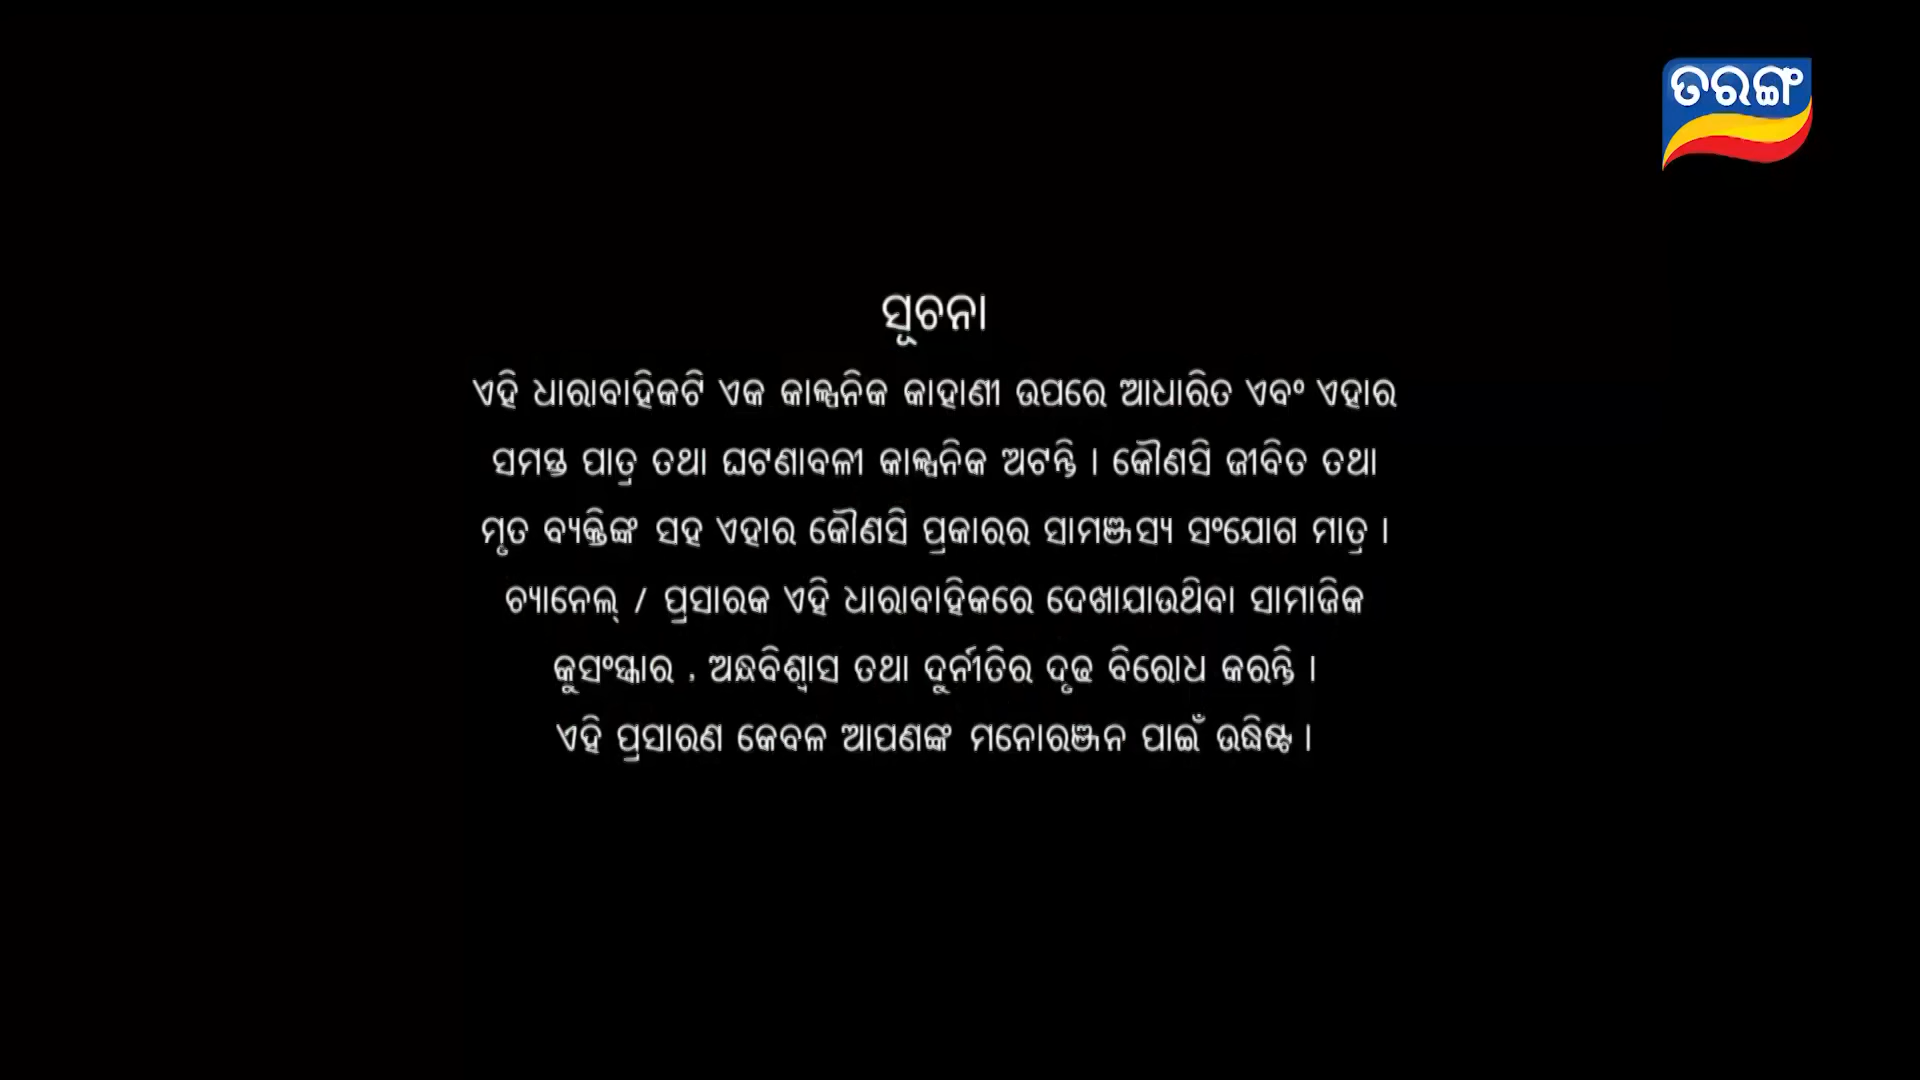 ତରଙ୍ଗ
ସୂଚନା
ଏହି ଧାରାବାହିକଟି ଏକ କାଳ୍ପନିକ କାହାଣୀ ଉପରେ ଆଧାରିତ ଏବଂ ଏହାର
ସମସ୍ତ ପାତ୍ର ତଥା ଘଟଣାବଳୀ କାଳ୍ପନିକ ଅଟନ୍ତି । କୌଣସି ଜୀବିତ ତଥା
ମୃତ ବ୍ୟକ୍ତିଙ୍କ ସହ ଏହାର କୌଣସି ପ୍ରକାରର ସାମଞ୍ଜସ୍ୟ ସଂଯୋଗ ମାତ୍ର ।
ଚ୍ୟାନେଲ୍ / ପ୍ରସାରକ ଏହି ଧାରାବାହିକରେ ଦେଖାଯାଉଥିବା ସାମାଜିକ
କୁସଂସ୍କାର , ଅନ୍ଧବିଶ୍ୱାସ ତଥା ଦୁର୍ନୀତିର ଦୃଢ ବିରୋଧ କରନ୍ତି ।
ଏହି ପ୍ରସାରଣ କେବଳ ଆପଣଙ୍କ ମନୋରଞ୍ଜନ ପାଇଁ ଉଦ୍ଧିଷ୍ଟ ।